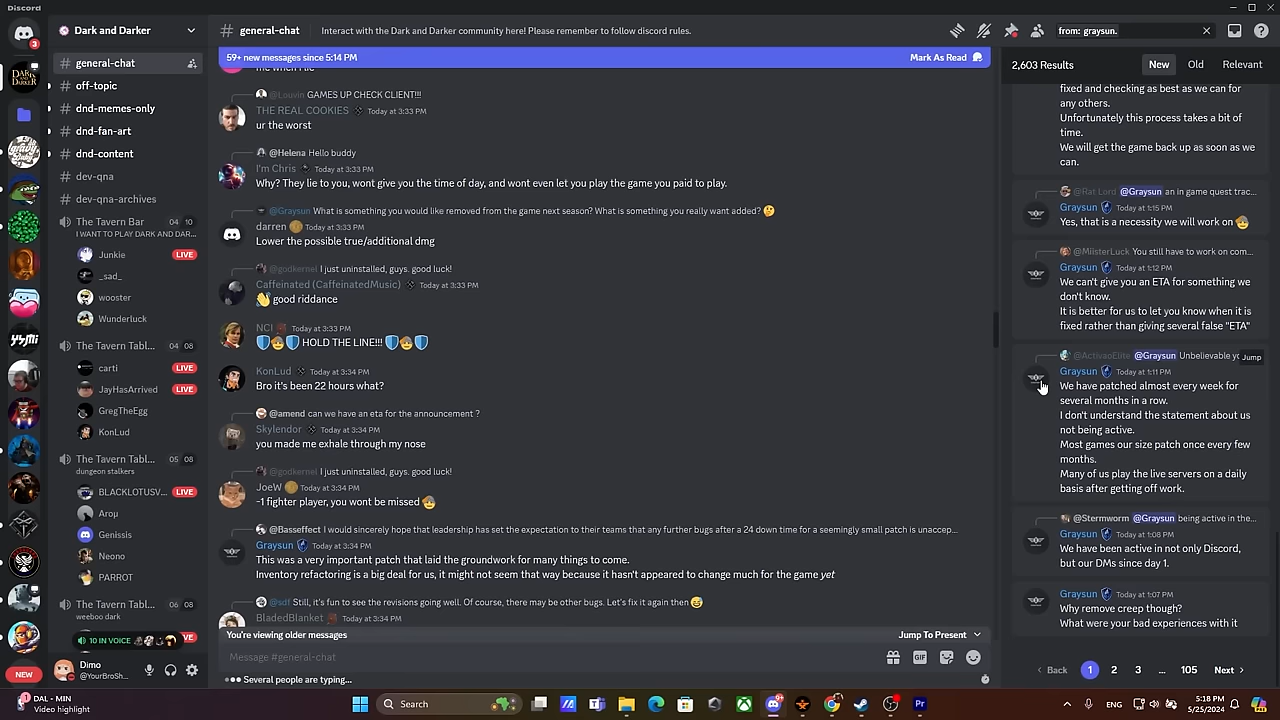 Discord
Dark and Darker
general-chat
off-topic
dnd-memes-only
dnd-fan-art
dnd-content
dev-qna
dev-qna-archives
The Tavern Bar 04 10
I WANT TO PLAY DARK AND DAR...
Junkie LIVE
_sad_
wooster
Wunderluck
The Tavern Tabl... 04 08
carti LIVE
JayHasArrived LIVE
GregTheEgg
KonLud
The Tavern Tabl... 05 08
dungeon stalkers
BLACKLOTUSV... LIVE
Arou
Genissis
Neono
PARROT
The Tavern Tabl... 06 08
weeboo dark
10 IN VOICE
Dimo
@YourBroSh...
NEW
general-chat
Interact with the Dark and Darker community here! Please remember to follow discord rules.
59+ new messages since 5:14 PM Mark As Read
@Louvin GAMES UP CHECK CLIENT!!!
THE REAL COOKIES Today at 3:33 PM
ur the worst
@Helena Hello buddy
I'm Chris Today at 3:33 PM
Why? They lie to you, wont give you the time of day, and wont even let you play the game you paid to play.
@Graysun What is something you would like removed from the game next season? What is something you really want added?
darren Today at 3:33 PM
Lower the possible true/additional dmg
@godkernel I just uninstalled, guys. good luck!
Caffeinated (CaffeinatedMusic) Today at 3:33 PM
good riddance
NCI Today at 3:33 PM
HOLD THE LINE!!!
KonLud Today at 3:34 PM
Bro it's been 22 hours what?
@amend can we have an eta for the announcement ?
Skylendor Today at 3:34 PM
you made me exhale through my nose
@godkernel I just uninstalled, guys. good luck!
JoeW Today at 3:34 PM
-1 fighter player, you wont be missed
@Basseffect I would sincerely hope that leadership has set the expectation to their teams that any further bugs after a 24 down time for a seemingly small patch is unaccep...
Graysun Today at 3:34 PM
This was a very important patch that laid the groundwork for many things to come.
Inventory refactoring is a big deal for us, it might not seem that way because it hasn't appeared to change much for the game yet
@sdf Still, it's fun to see the revisions going well. Of course, there may be other bugs. Let's fix it again then
BladedBlanket Today at 3:34 PM
You're viewing older messages Jump To Present
Message #general-chat
GIF
Several people are typing...
from: graysun.
2,603 Results New Old Relevant
fixed and checking as best as we can for
any others.
Unfortunately this process takes a bit of
time.
We will get the game back up as soon as we
can.
@Rat Lord @Graysun an in game quest trac...
Graysun Today at 1:15 PM
Yes, that is a necessity we will work on
@MiisterLuck You still have to work on com...
Graysun Today at 1:12 PM
We can't give you an ETA for something we
don't know.
It is better for us to let you know when it is
fixed rather than giving several false "ETA"
@ActivaoElite @Graysun Unbelievable yo Jump
Graysun Today at 1:11 PM
We have patched almost every week for
several months in a row.
I don't understand the statement about us
not being active.
Most games our size patch once every few
months.
Many of us play the live servers on a daily
basis after getting off work.
@Stermworm @Graysun being active in the...
Graysun Today at 1:08 PM
We have been active in not only Discord,
but our DMs since day 1.
Graysun Today at 1:07 PM
Why remove creep though?
What were your bad experiences with it
Back 1 2 3 ... 105 Next
DAL - MIN
Video highlight
Search
ENG
5:18 PM
5/25/2024